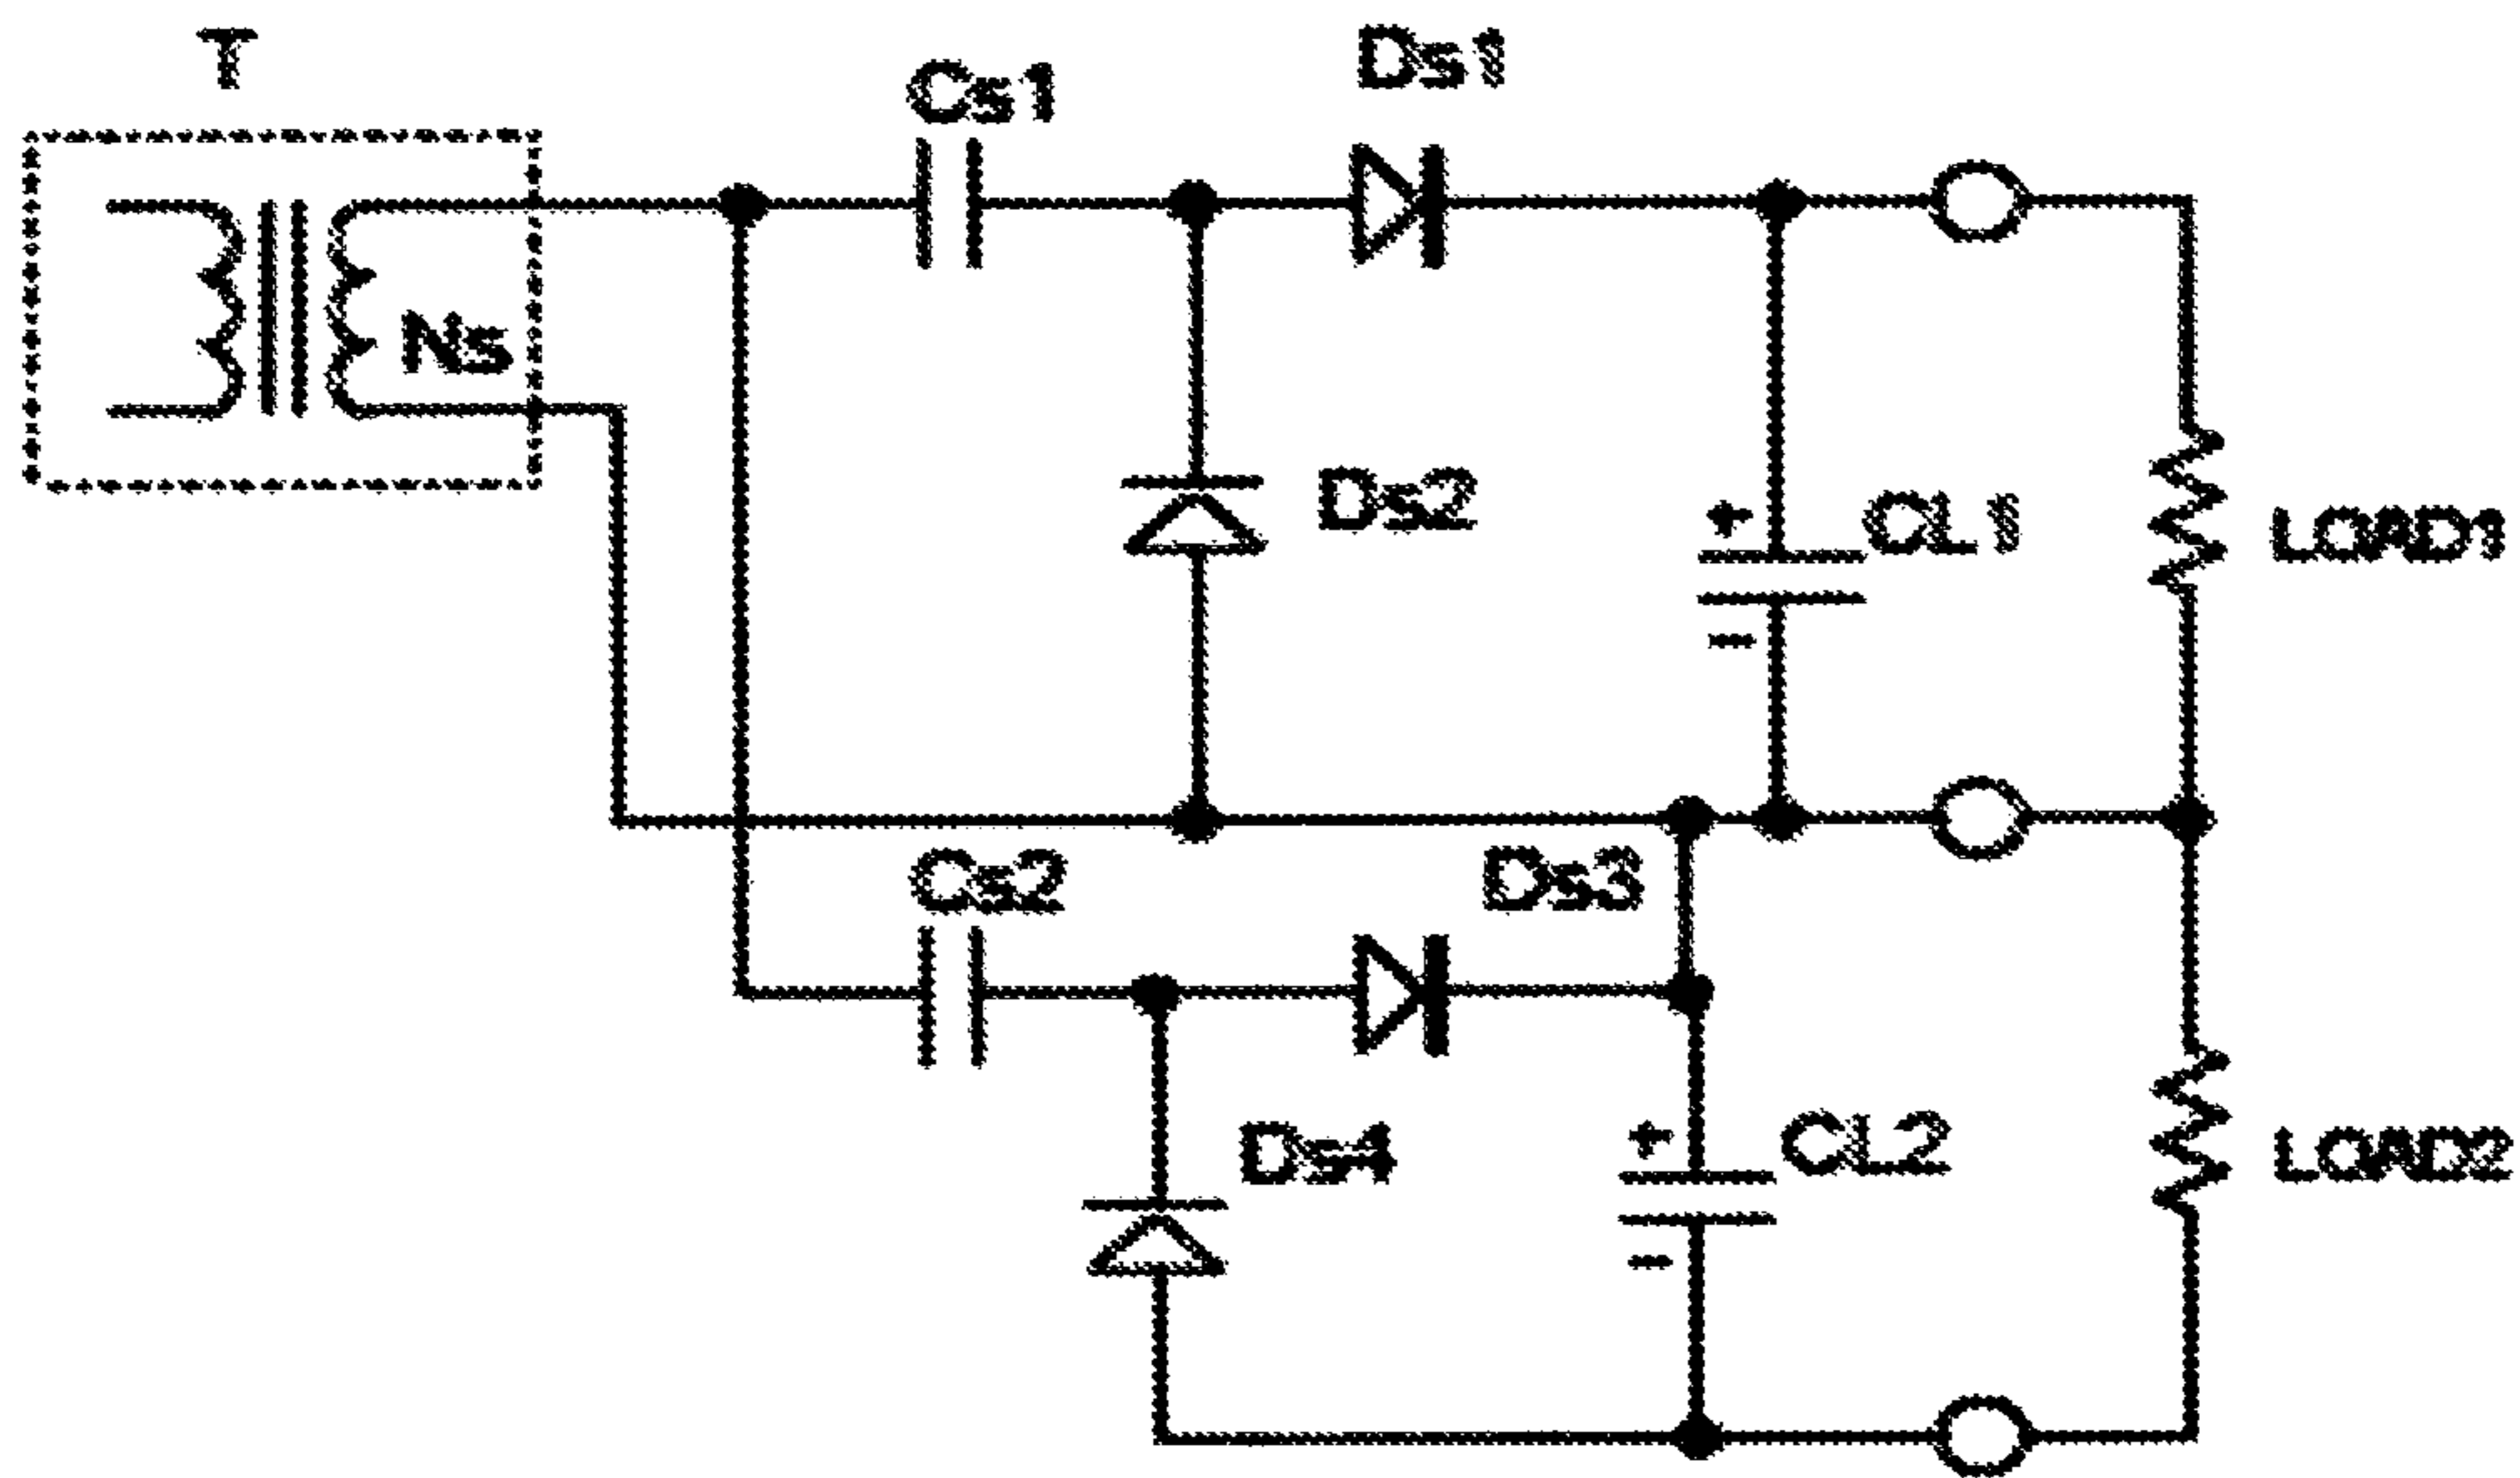 T
Cs1
Ds1
Ns
Ds2
+
CL1
LOAD1
-
Cs2
Ds3
Ds4
+
CL2
LOAD2
-